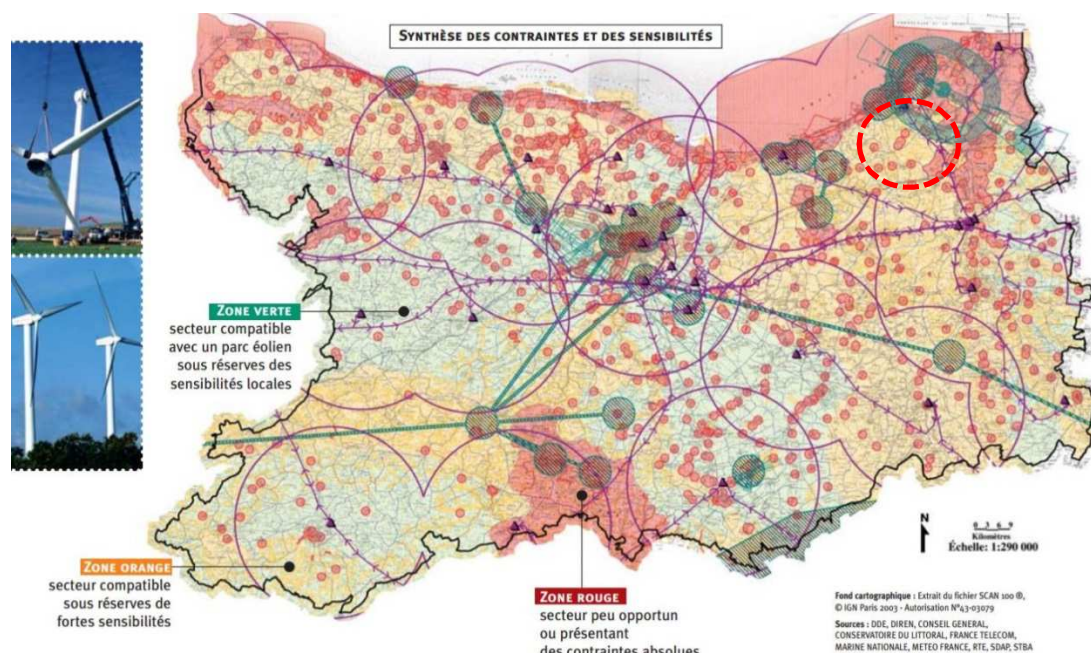 SYNTHÈSE DES CONTRAINTES ET DES SENSIBILITÉS
ZONE VERTE
secteur compatible
avec un parc éolien
sous réserves des
sensibilités locales
ZONE ORANGE
secteur compatible
sous réserves de
fortes sensibilités
ZONE ROUGE
secteur peu opportun
ou présentant
des contraintes absolues
N
0 3 6 9
Kilomètres
Échelle: 1:290 000
Fond cartographique : Extrait du fichier SCAN 100 ®,
© IGN Paris 2003 - Autorisation N°43-03079
Sources : DDE, DIREN, CONSEIL GENERAL,
CONSERVATOIRE DU LITTORAL, FRANCE TELECOM,
MARINE NATIONALE, METEO FRANCE, RTE, SDAP, STBA